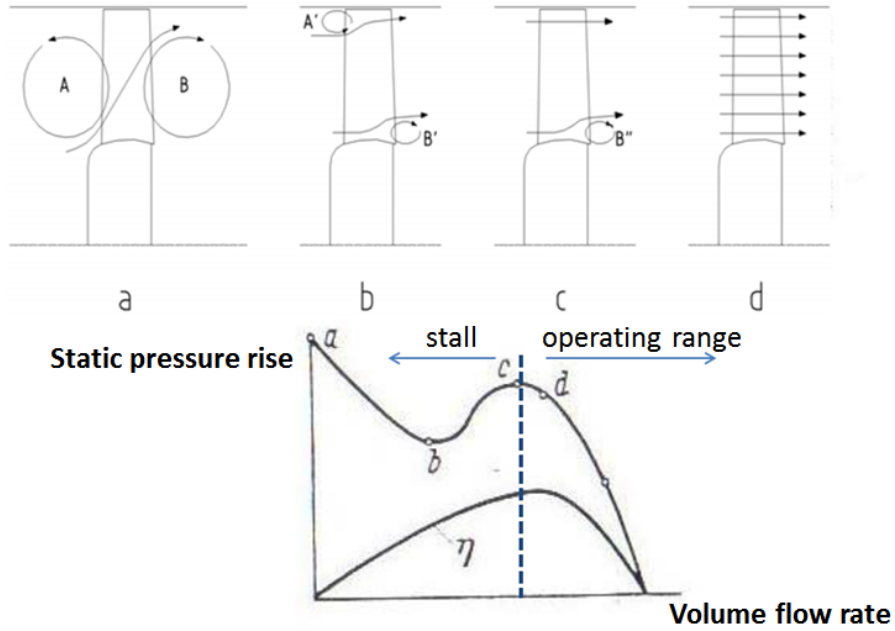 A B
A' B'
B"
a b c d
stall operating range
Static pressure rise
a
b
c d
η
Volume flow rate